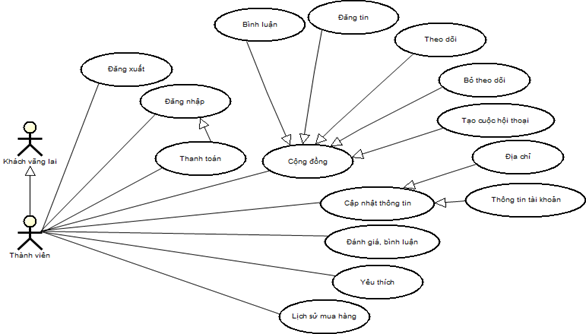 Bình luận
Đăng tin
Theo dõi
Bỏ theo dõi
Tạo cuộc hội thoại
Đăng xuất
Đăng nhập
Thanh toán
Cộng đồng
Địa chỉ
Thông tin tài khoản
Cập nhật thông tin
Khách vãng lai
Thành viên
Đánh giá, bình luận
Yêu thích
Lịch sử mua hàng